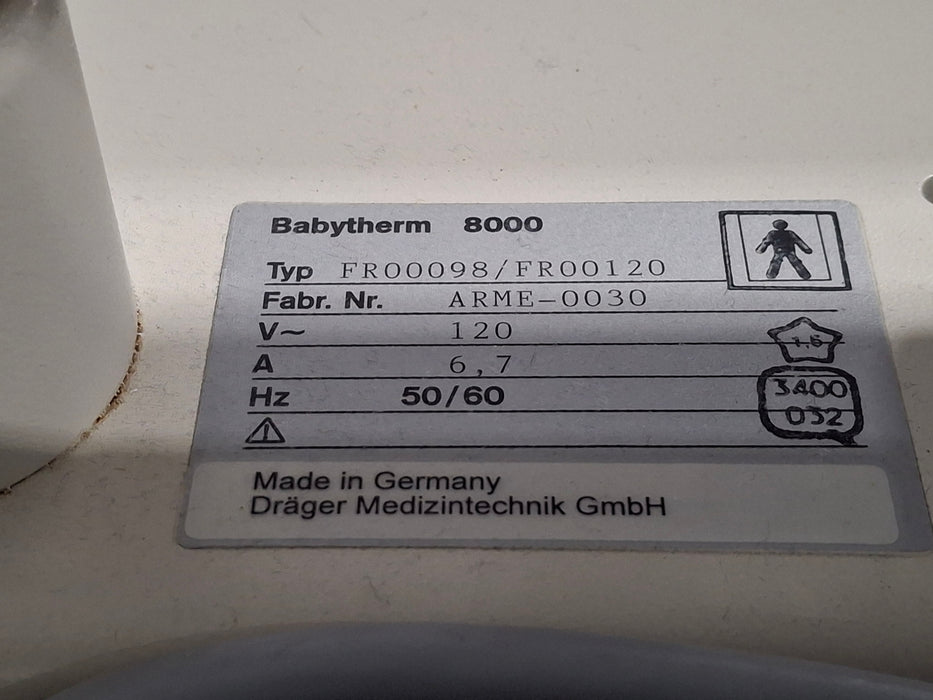 Babytherm 8000
Typ FR00098/FR00120
Fabr. Nr. ARME-0030
V~ 120
A 6,7
Hz 50/60
3400
032
Made in Germany
Dräger Medizintechnik GmbH